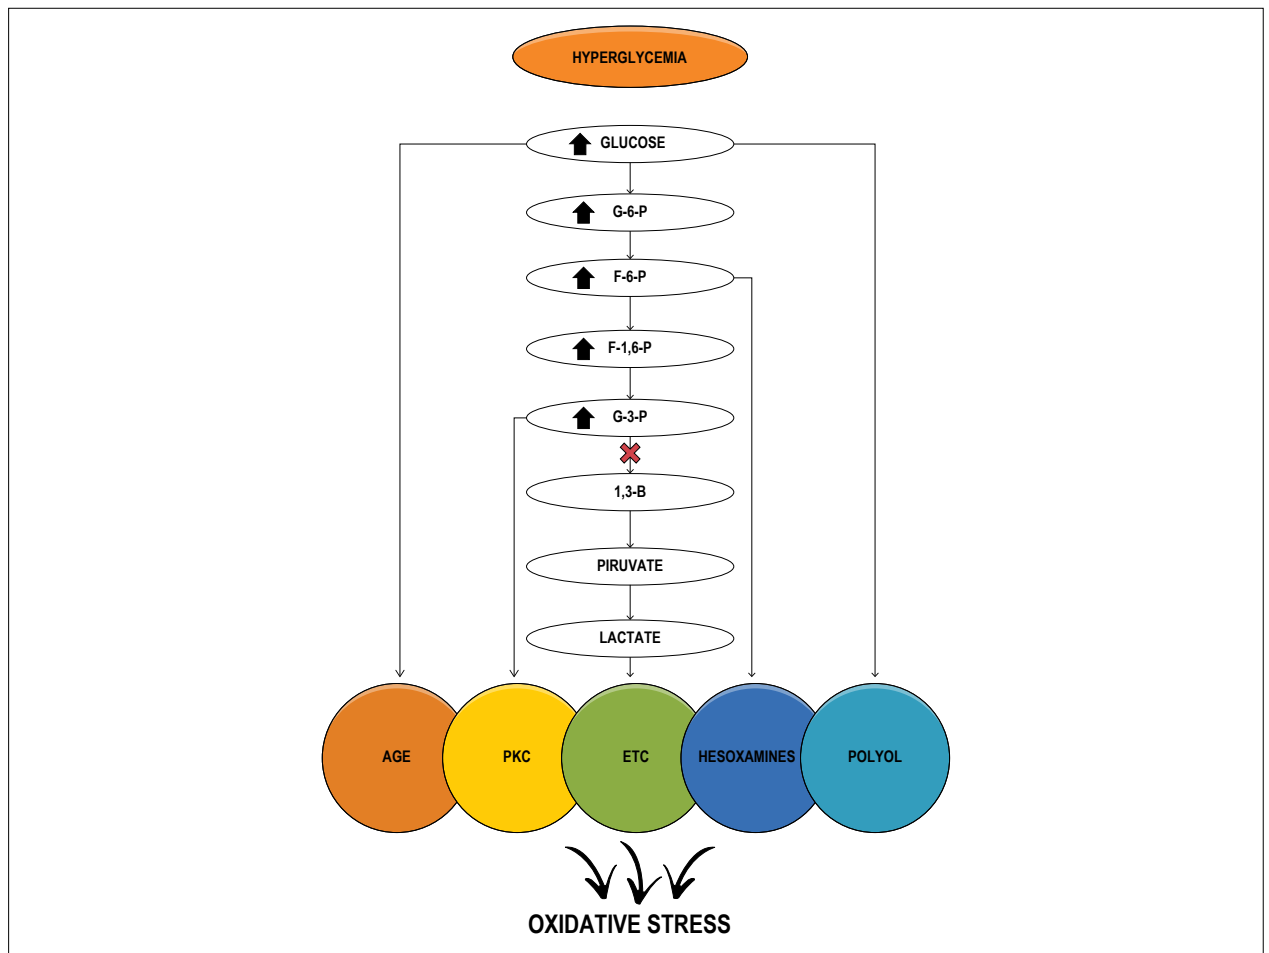 HYPERGLYCEMIA
GLUCOSE
G-6-P
F-6-P
F-1,6-P
G-3-P
1,3-B
PIRUVATE
LACTATE
AGE
PKC
ETC
HESOXAMINES
POLYOL
OXIDATIVE STRESS